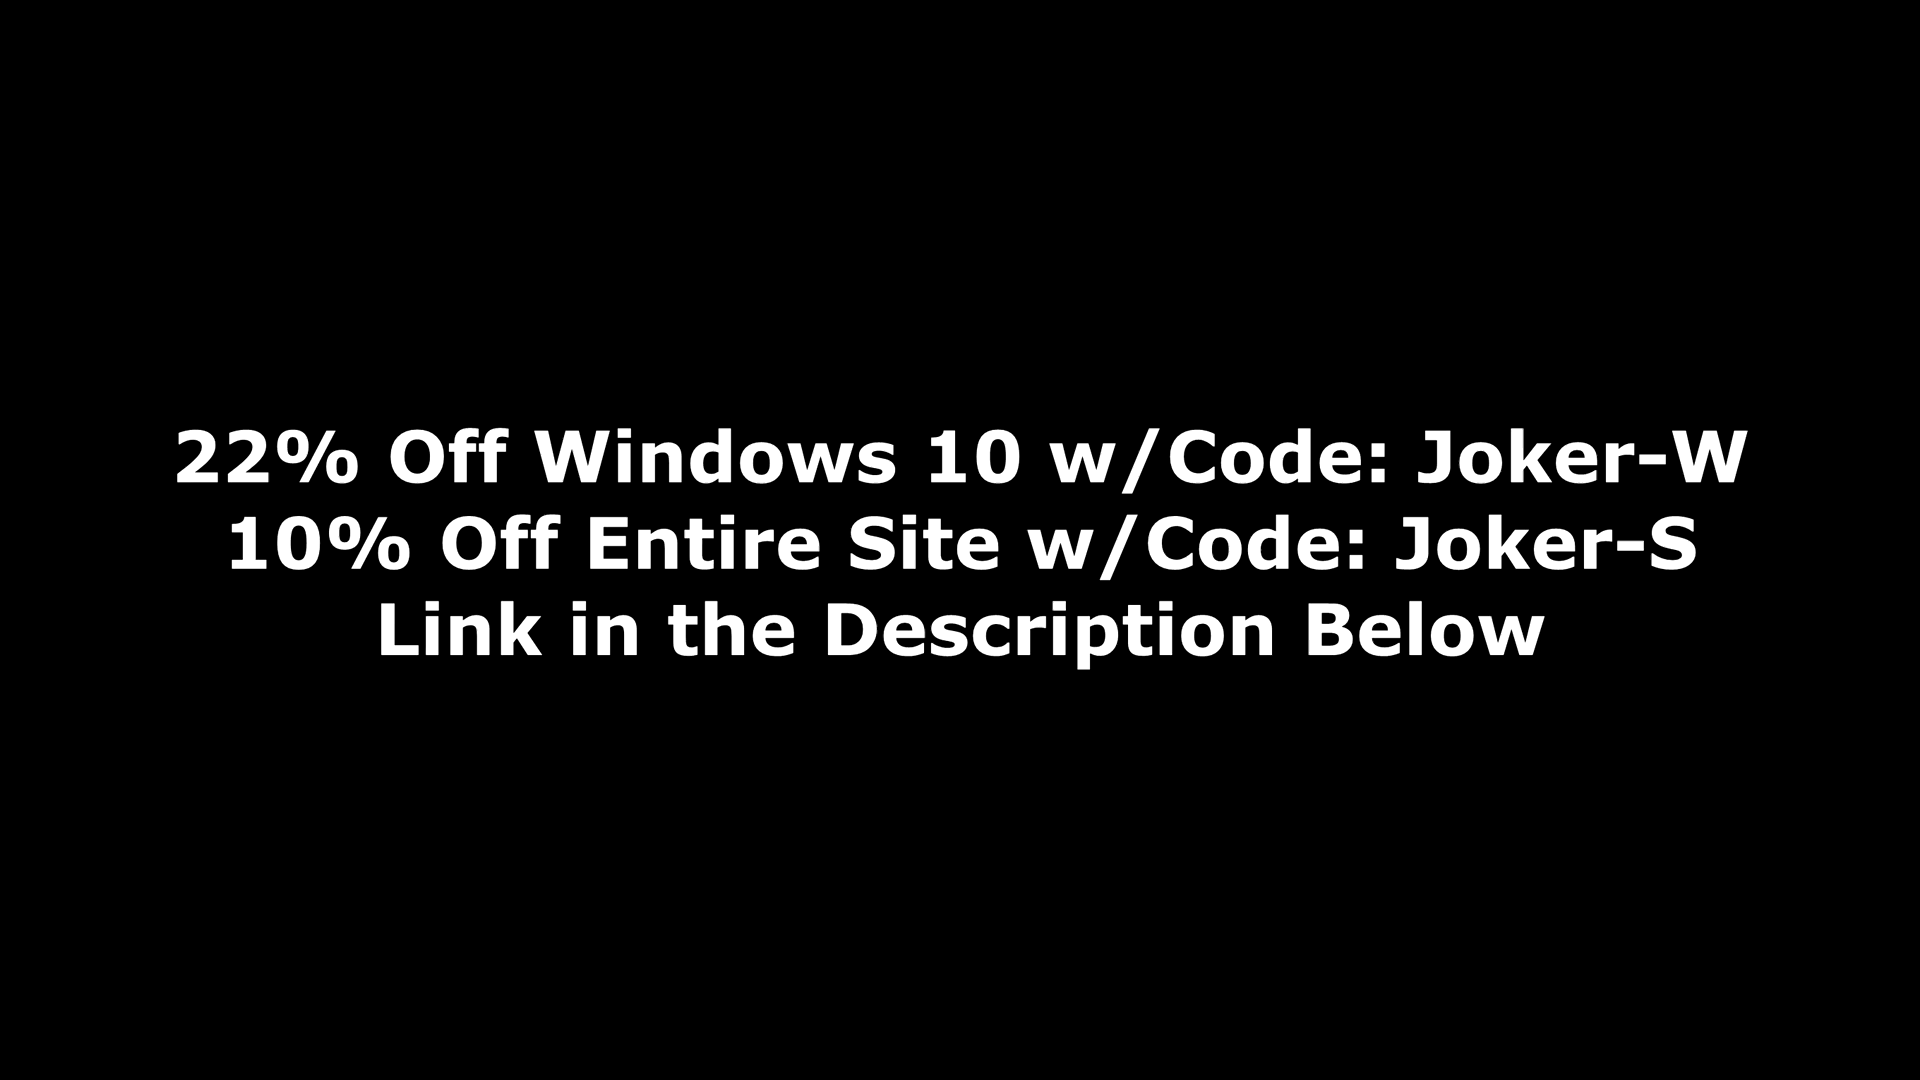 22% Off Windows 10 w/Code: Joker-W
10% Off Entire Site w/Code: Joker-S
Link in the Description Below